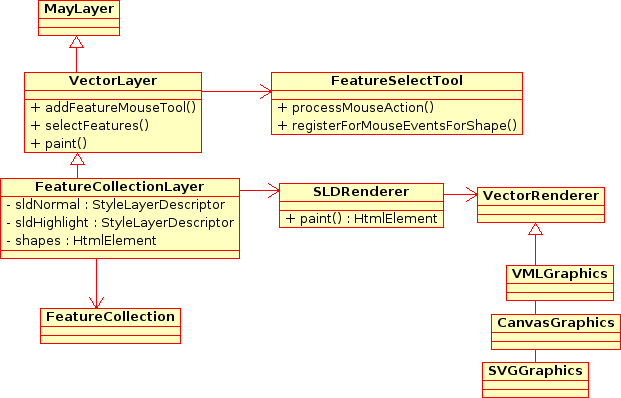 MayLayer
VectorLayer
+ addFeatureMouseTool()
+ selectFeatures()
+ paint()
FeatureSelectTool
+ processMouseAction()
+ registerForMouseEventsForShape()
FeatureCollectionLayer
- sldNormal : StyleLayerDescriptor
- sldHighlight : StyleLayerDescriptor
- shapes : HtmlElement
SLDRenderer
+ paint() : HtmlElement
VectorRenderer
VMLGraphics
FeatureCollection
CanvasGraphics
SVGGraphics